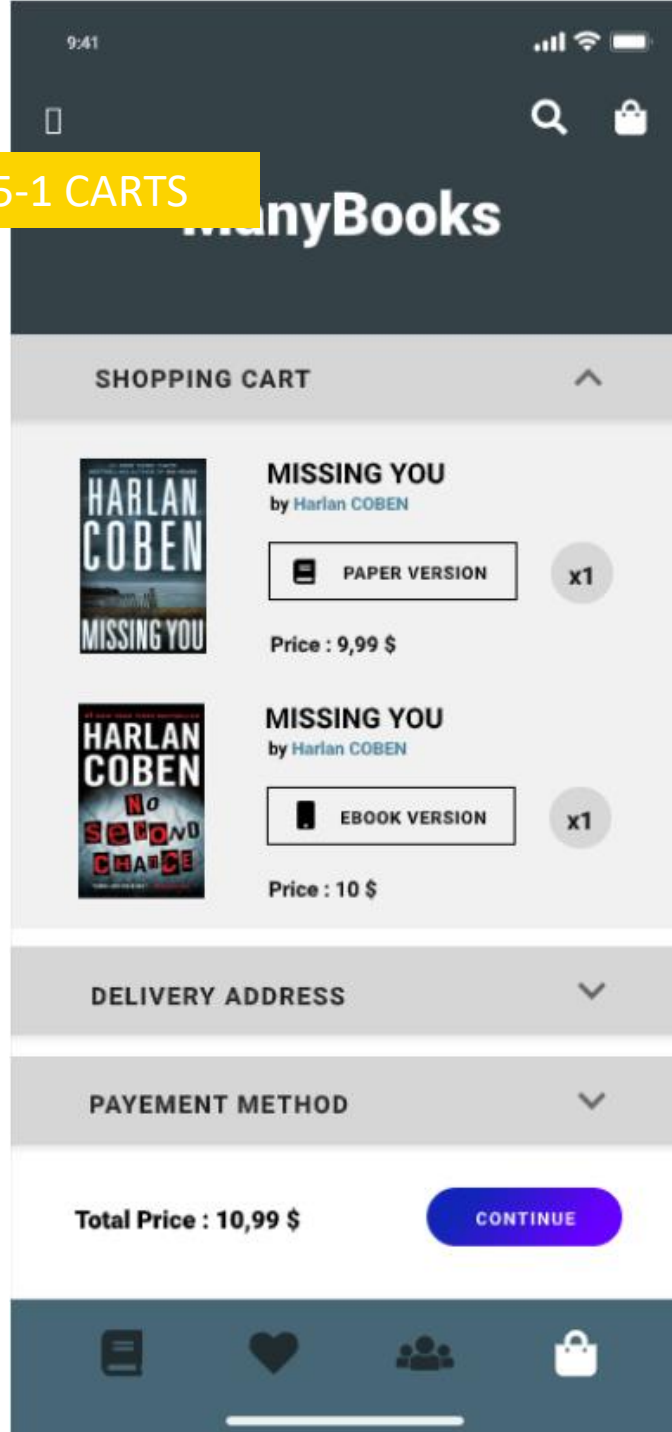 9:41
5-1 CARTS
ManyBooks
SHOPPING CART
HARLAN
COBEN
MISSING YOU
MISSING YOU
by Harlan COBEN
PAPER VERSION
x1
Price : 9,99 $
HARLAN
COBEN
No
SECOND
CHANCE
MISSING YOU
by Harlan COBEN
EBOOK VERSION
x1
Price : 10 $
DELIVERY ADDRESS
PAYEMENT METHOD
Total Price : 10,99 $
CONTINUE